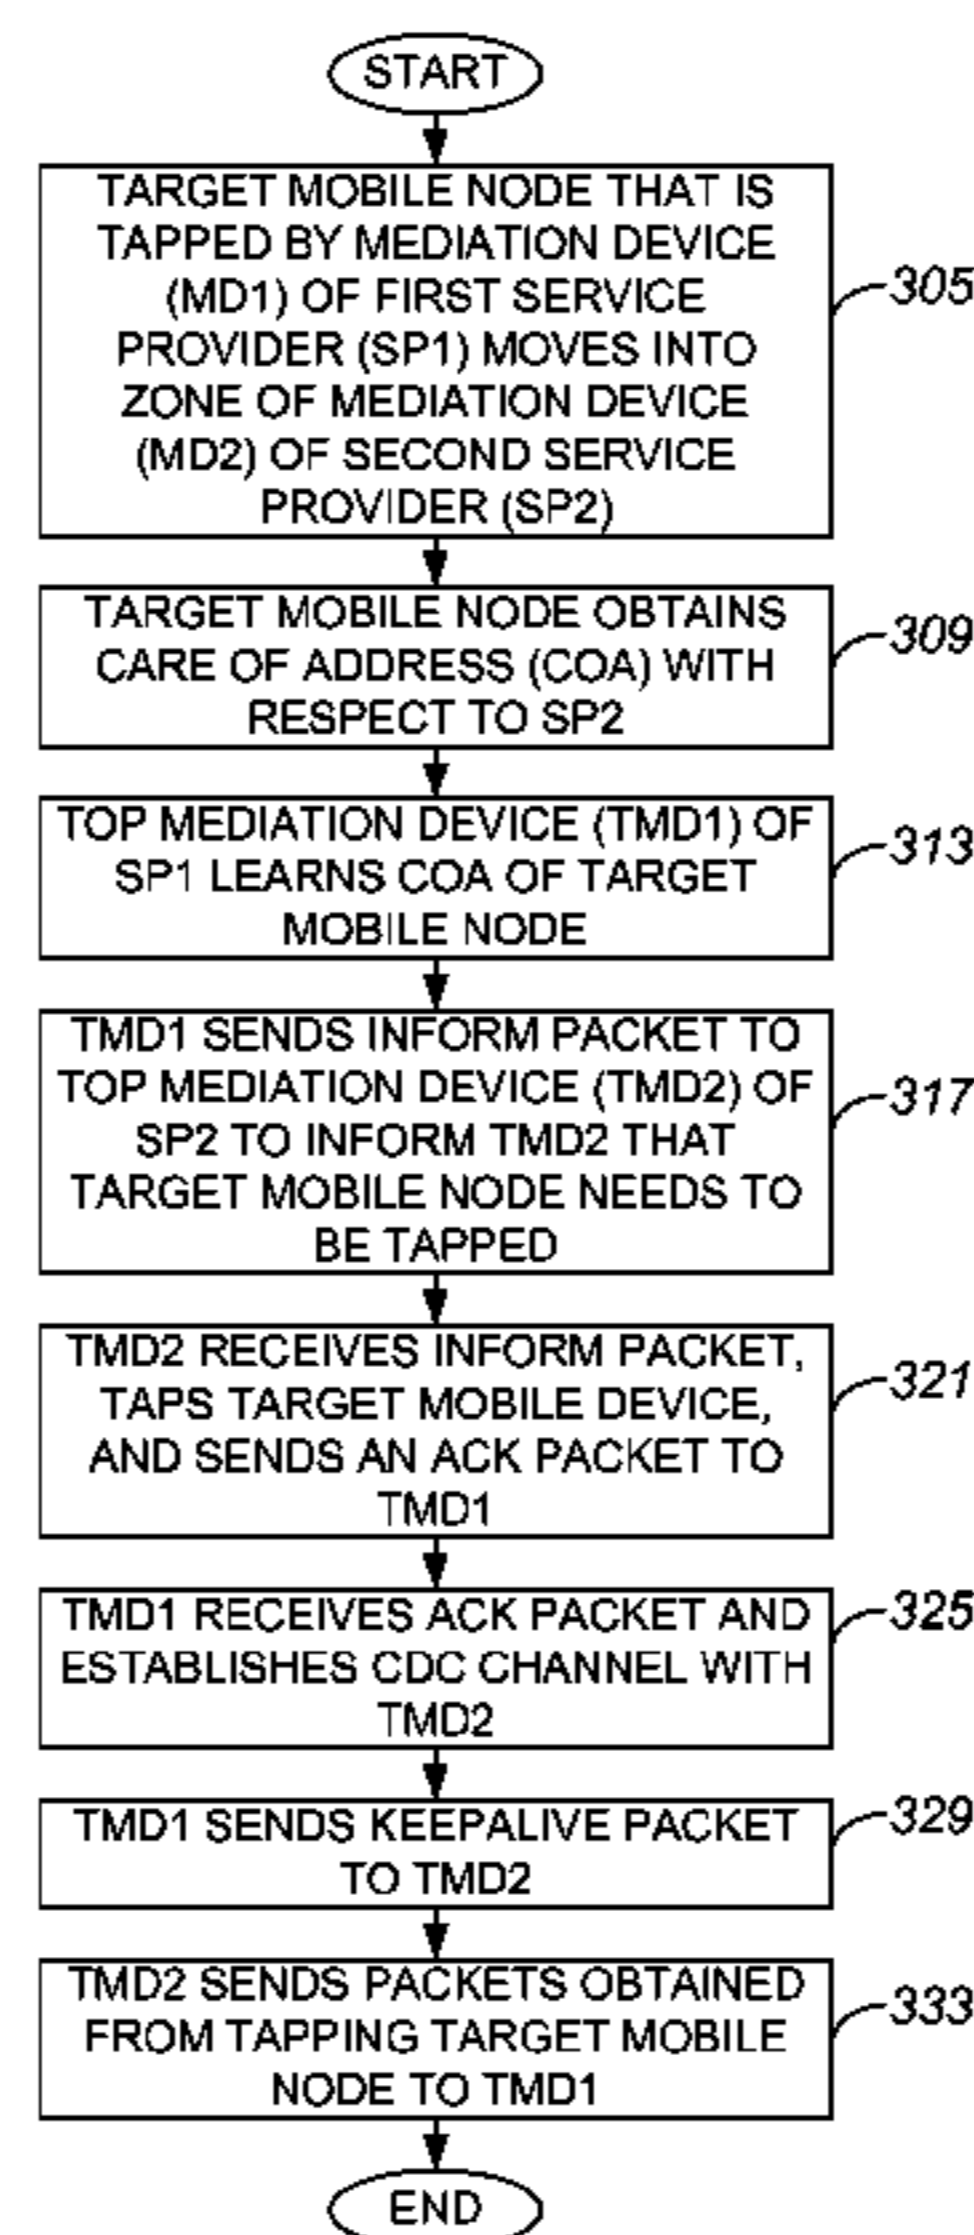 START
TARGET MOBILE NODE THAT IS
TAPPED BY MEDIATION DEVICE
(MD1) OF FIRST SERVICE
PROVIDER (SP1) MOVES INTO
ZONE OF MEDIATION DEVICE
(MD2) OF SECOND SERVICE
PROVIDER (SP2)
305
TARGET MOBILE NODE OBTAINS
CARE OF ADDRESS (COA) WITH
RESPECT TO SP2
309
TOP MEDIATION DEVICE (TMD1) OF
SP1 LEARNS COA OF TARGET
MOBILE NODE
313
TMD1 SENDS INFORM PACKET TO
TOP MEDIATION DEVICE (TMD2) OF
SP2 TO INFORM TMD2 THAT
TARGET MOBILE NODE NEEDS TO
BE TAPPED
317
TMD2 RECEIVES INFORM PACKET,
TAPS TARGET MOBILE DEVICE,
AND SENDS AN ACK PACKET TO
TMD1
321
TMD1 RECEIVES ACK PACKET AND
ESTABLISHES CDC CHANNEL WITH
TMD2
325
TMD1 SENDS KEEPALIVE PACKET
TO TMD2
329
TMD2 SENDS PACKETS OBTAINED
FROM TAPPING TARGET MOBILE
NODE TO TMD1
333
END